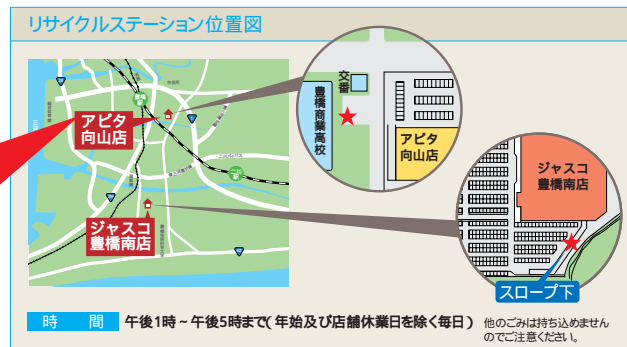 リサイクルステーション位置図
交番
豊橋商業高校
アピタ
向山店
アピタ
向山店
ジャスコ
豊橋南店
ジャスコ
豊橋南店
スロープ下
時 間 午後1時~午後5時まで(年始及び店舗休業日を除く毎日)
他のごみは持ち込めません
のでご注意ください。